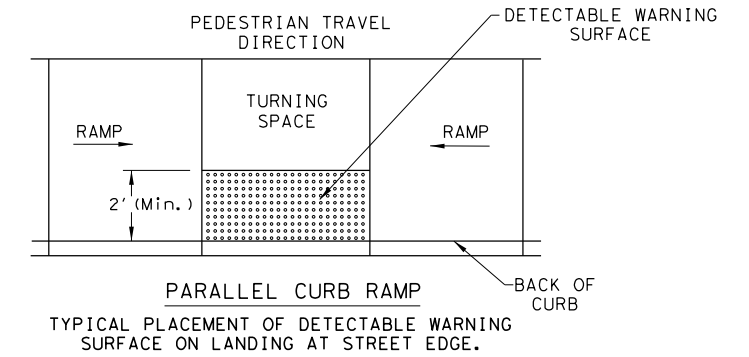 PEDESTRIAN TRAVEL
DIRECTION
DETECTABLE WARNING
SURFACE
TURNING
SPACE
RAMP
RAMP
2' (Min.)
BACK OF
CURB
PARALLEL CURB RAMP
TYPICAL PLACEMENT OF DETECTABLE WARNING
SURFACE ON LANDING AT STREET EDGE.